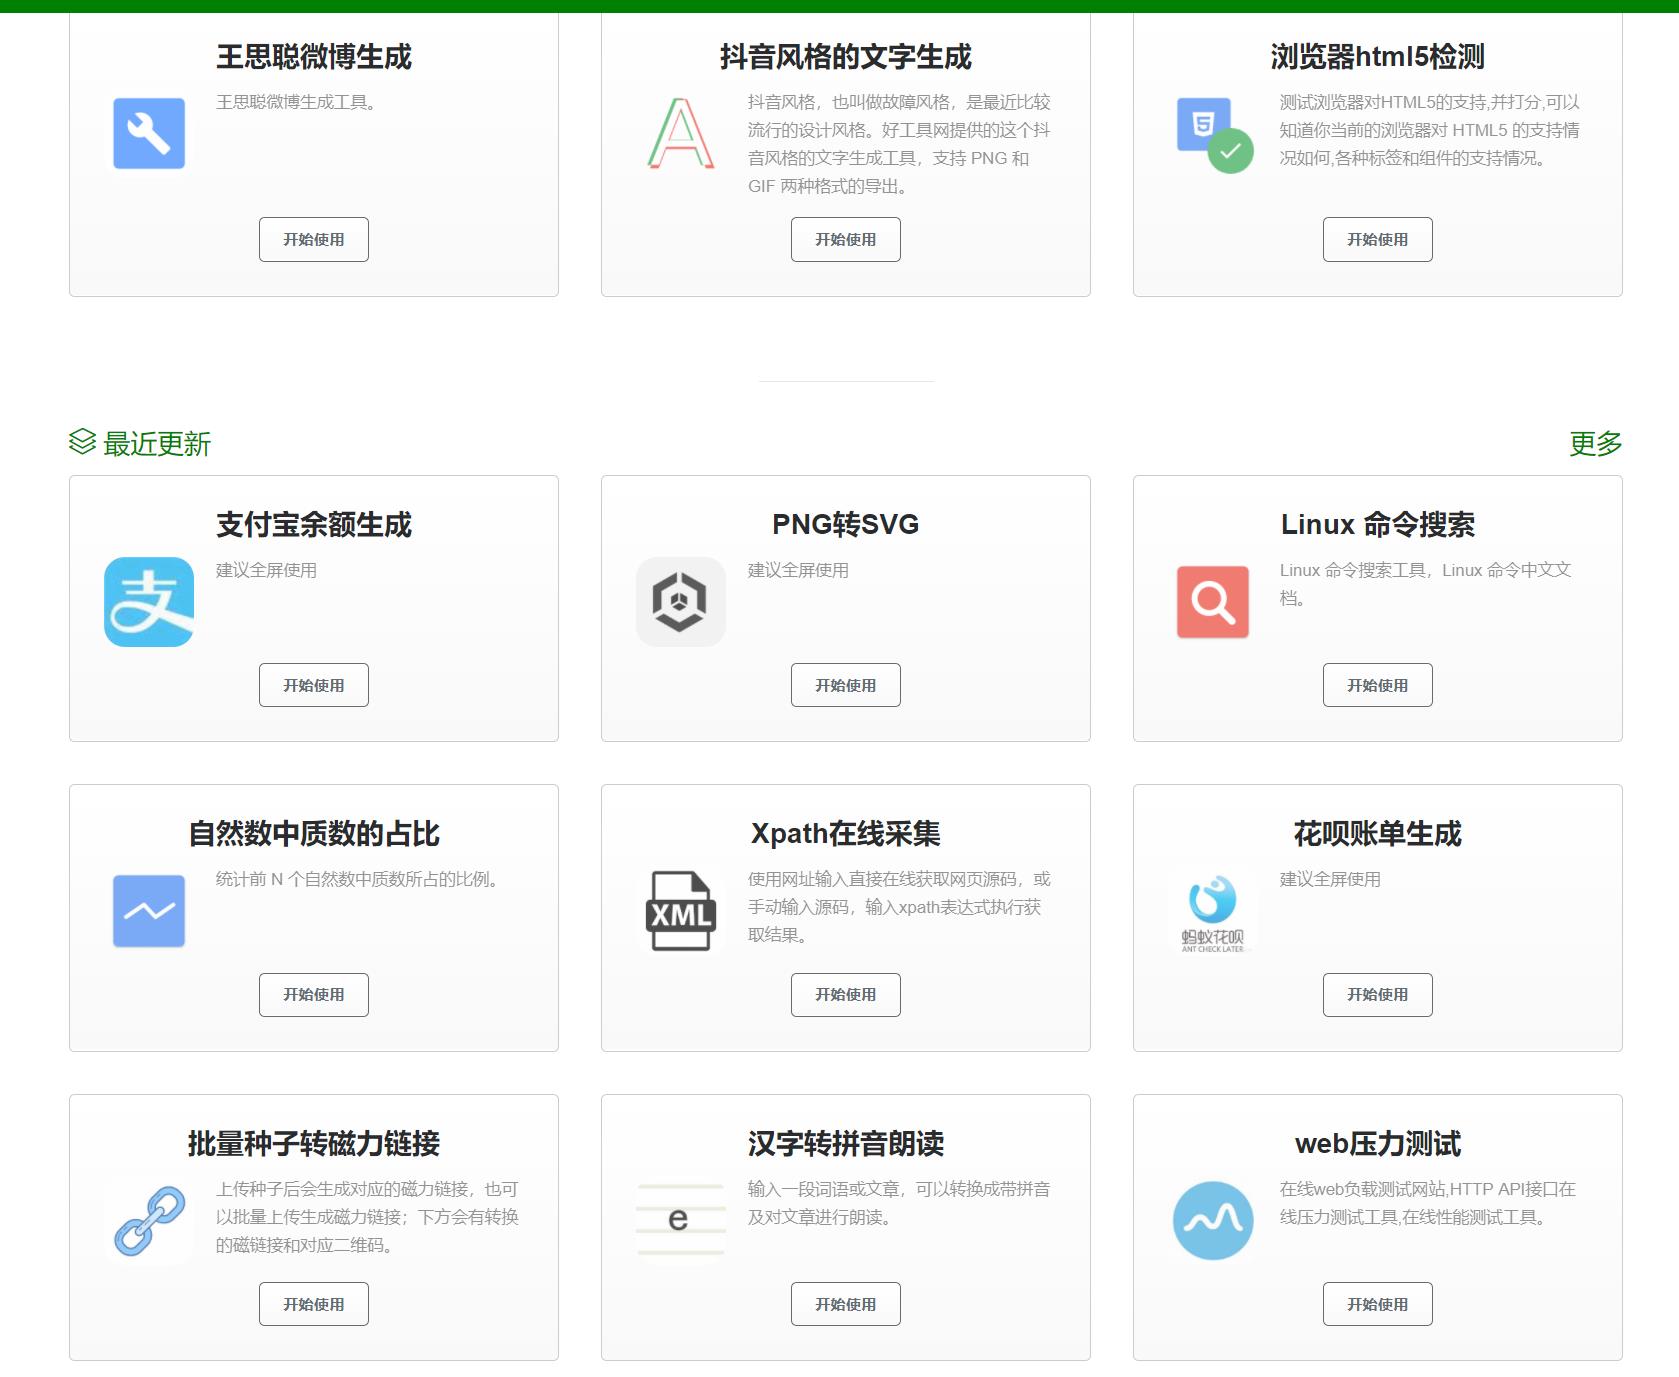 王思聪微博生成
王思聪微博生成工具。
开始使用
抖音风格的文字生成
抖音风格，也叫做故障风格，是最近比较
流行的设计风格。好工具网提供的这个抖
音风格的文字生成工具，支持 PNG 和
GIF 两种格式的导出。
开始使用
浏览器html5检测
测试浏览器对HTML5的支持,并打分,可以
知道你当前的浏览器对 HTML5 的支持情
况如何,各种标签和组件的支持情况。
开始使用
最近更新
更多
支付宝余额生成
支
建议全屏使用
开始使用
PNG转SVG
建议全屏使用
开始使用
Linux 命令搜索
Linux 命令搜索工具，Linux 命令中文文
档。
开始使用
自然数中质数的占比
统计前 N 个自然数中质数所占的比例。
开始使用
Xpath在线采集
XML
使用网址输入直接在线获取网页源码，或
手动输入源码，输入xpath表达式执行获
取结果。
开始使用
花呗账单生成
建议全屏使用
蚂蚁花呗
ANT CHECK LATER
开始使用
批量种子转磁力链接
上传种子后会生成对应的磁力链接，也可
以批量上传生成磁力链接；下方会有转换
的磁链接和对应二维码。
开始使用
汉字转拼音朗读
e
输入一段词语或文章，可以转换成带拼音
及对文章进行朗读。
开始使用
web压力测试
在线web负载测试网站,HTTP API接口在
线压力测试工具,在线性能测试工具。
开始使用